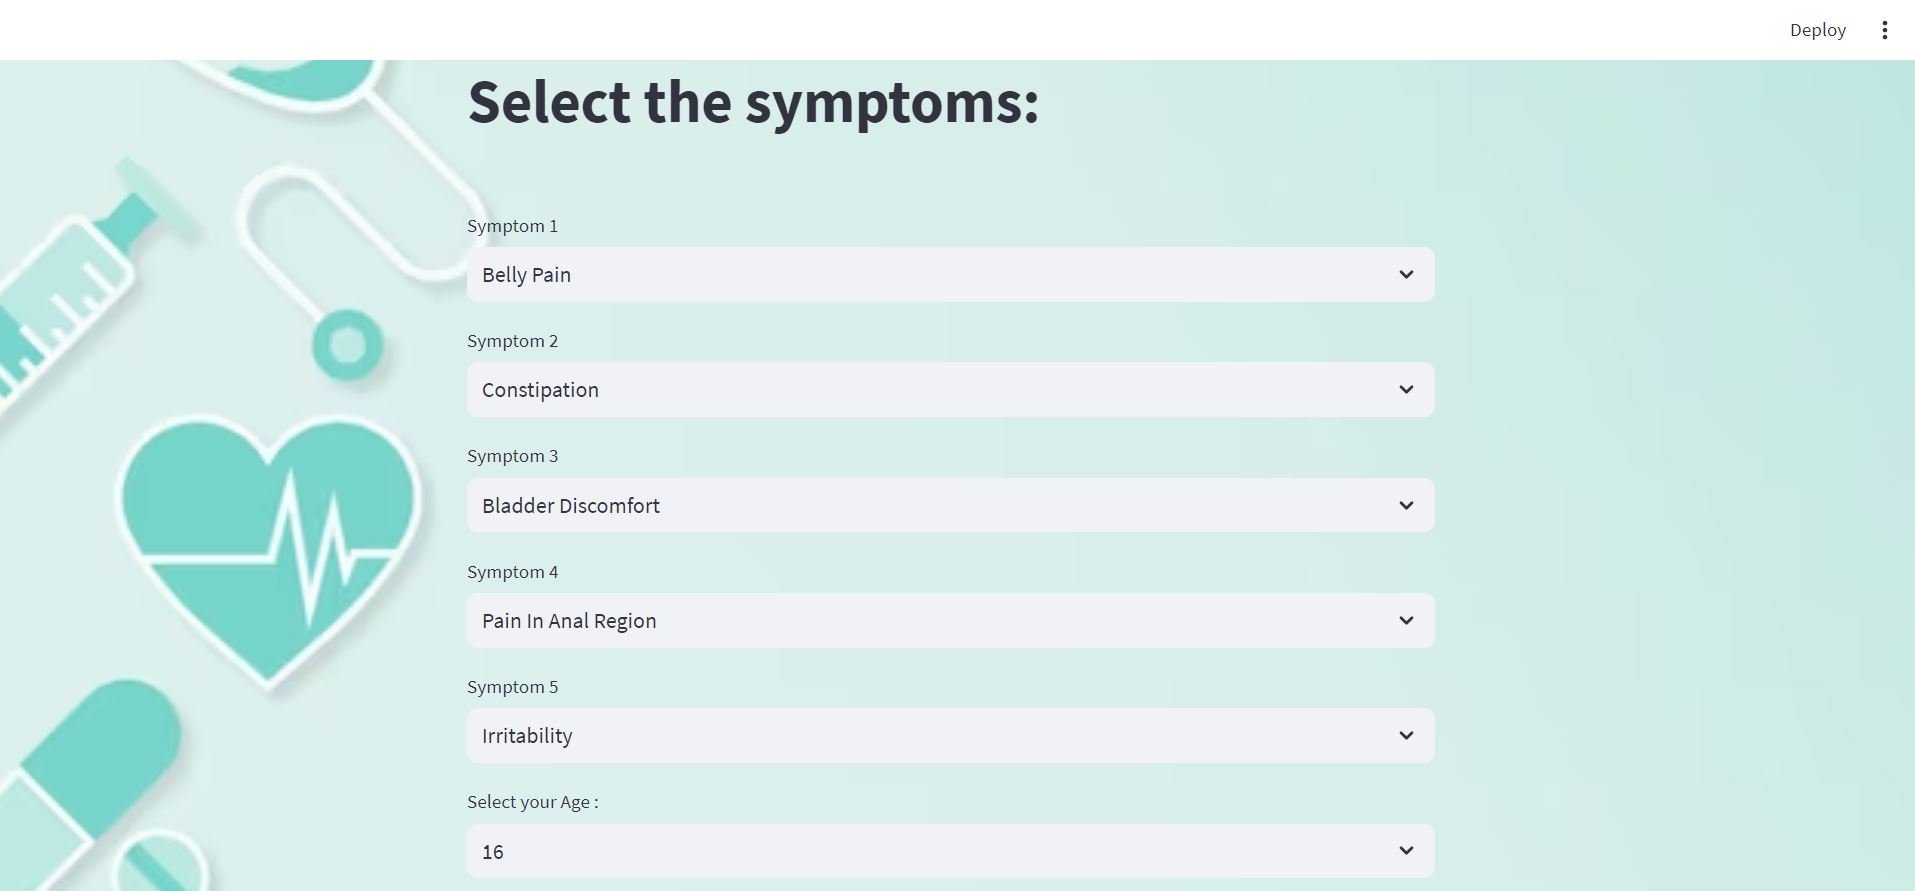 Deploy
Select the symptoms:
Symptom 1
Belly Pain
Symptom 2
Constipation
Symptom 3
Bladder Discomfort
Symptom 4
Pain In Anal Region
Symptom 5
Irritability
Select your Age :
16